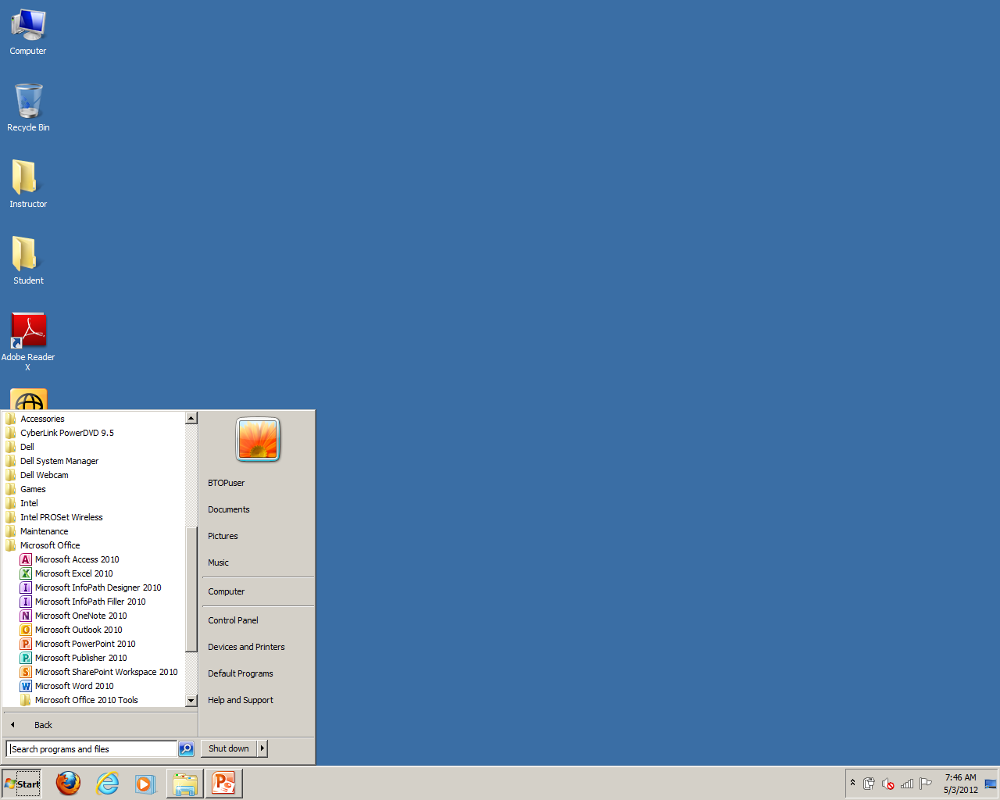 Computer
Recycle Bin
Instructor
Student
Adobe Reader
X
Accessories
CyberLink PowerDVD 9.5
Dell
Dell System Manager
Dell Webcam
Games
Intel
Intel PROSet Wireless
Maintenance
Microsoft Office
Microsoft Access 2010
Microsoft Excel 2010
Microsoft InfoPath Designer 2010
Microsoft InfoPath Filler 2010
Microsoft OneNote 2010
Microsoft Outlook 2010
Microsoft PowerPoint 2010
Microsoft Publisher 2010
Microsoft SharePoint Workspace 2010
Microsoft Word 2010
Microsoft Office 2010 Tools
Back
Search programs and files
BTOPuser
Documents
Pictures
Music
Computer
Control Panel
Devices and Printers
Default Programs
Help and Support
Shut down
Start
7:46 AM
5/3/2012